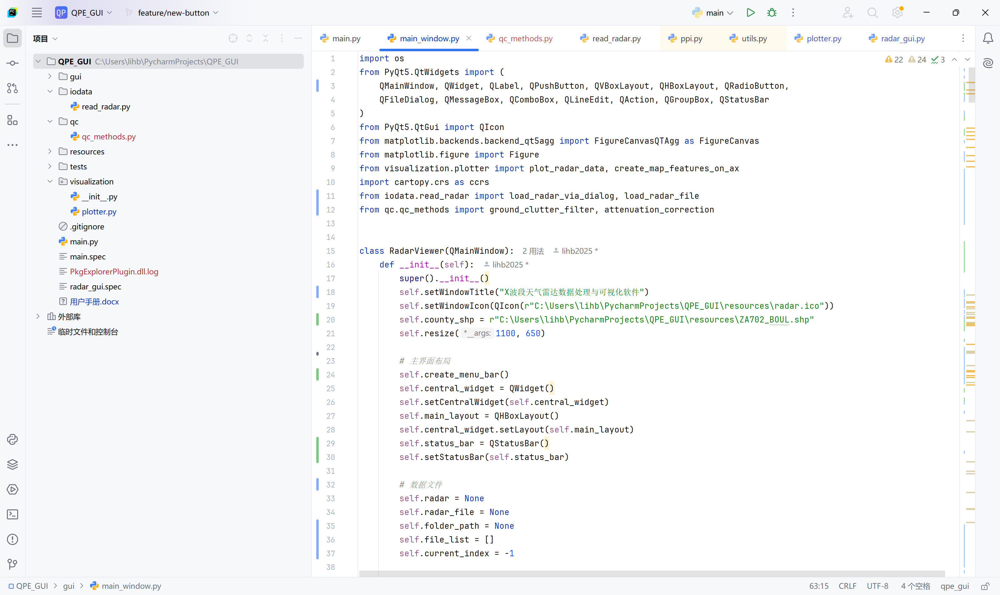 QP QPE_GUI feature/new-button main
项目
QPE_GUI C:\Users\lihb\PycharmProjects\QPE_GUI
gui
iodata
read_radar.py
qc
qc_methods.py
resources
tests
visualization
__init__.py
plotter.py
.gitignore
main.py
main.spec
PkgExplorerPlugin.dll.log
radar_gui.spec
用户手册.docx
外部库
临时文件和控制台
main.py main_window.py qc_methods.py read_radar.py ppi.py utils.py plotter.py radar_gui.py
22 24 3
1 import os
2 from PyQt5.QtWidgets import (
3 QMainWindow, QWidget, QLabel, QPushButton, QVBoxLayout, QHBoxLayout, QRadioButton,
4 QFileDialog, QMessageBox, QComboBox, QLineEdit, QAction, QGroupBox, QStatusBar
5 )
6 from PyQt5.QtGui import QIcon
7 from matplotlib.backends.backend_qt5agg import FigureCanvasQTAgg as FigureCanvas
8 from matplotlib.figure import Figure
9 from visualization.plotter import plot_radar_data, create_map_features_on_ax
10 import cartopy.crs as ccrs
11 from iodata.read_radar import load_radar_via_dialog, load_radar_file
12 from qc.qc_methods import ground_clutter_filter, attenuation_correction
13
14
15 class RadarViewer(QMainWindow): 2 用法 lihb2025 *
16 def __init__(self): lihb2025 *
17 super().__init__()
18 self.setWindowTitle("X波段天气雷达数据处理与可视化软件")
19 self.setWindowIcon(QIcon(r"C:\Users\lihb\PycharmProjects\QPE_GUI\resources\radar.ico"))
20 self.county_shp = r"C:\Users\lihb\PycharmProjects\QPE_GUI\resources\ZA702_BOUL.shp"
21 self.resize( *__args: 1100, 650)
22
23 # 主界面布局
24 self.create_menu_bar()
25 self.central_widget = QWidget()
26 self.setCentralWidget(self.central_widget)
27 self.main_layout = QHBoxLayout()
28 self.central_widget.setLayout(self.main_layout)
29 self.status_bar = QStatusBar()
30 self.setStatusBar(self.status_bar)
31
32 # 数据文件
33 self.radar = None
34 self.radar_file = None
35 self.folder_path = None
36 self.file_list = []
37 self.current_index = -1
38
QPE_GUI > gui > main_window.py 63:15 CRLF UTF-8 4 个空格 qpe_gui